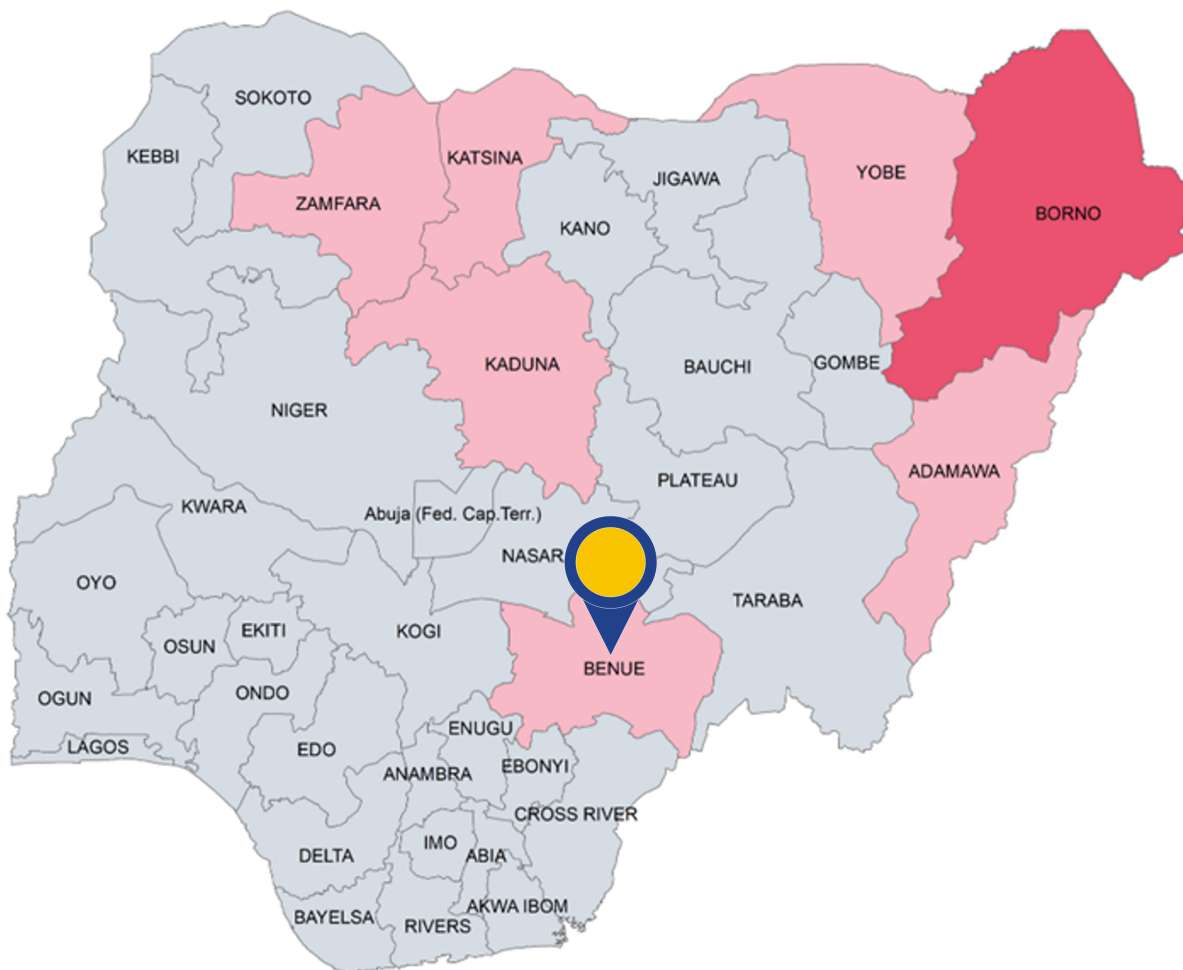 SOKOTO
KEBBI
KATSINA
ZAMFARA
JIGAWA
YOBE
BORNO
KANO
KADUNA
BAUCHI
GOMBE
NIGER
ADAMAWA
PLATEAU
KWARA
Abuja (Fed. Cap.Terr.)
NASAR
OYO
TARABA
EKITI
OSUN
KOGI
BENUE
OGUN
ONDO
ENUGU
LAGOS
EDO
EBONYI
ANAMBRA
CROSS RIVER
IMO
ABIA
DELTA
AKWA IBOM
BAYELSA
RIVERS